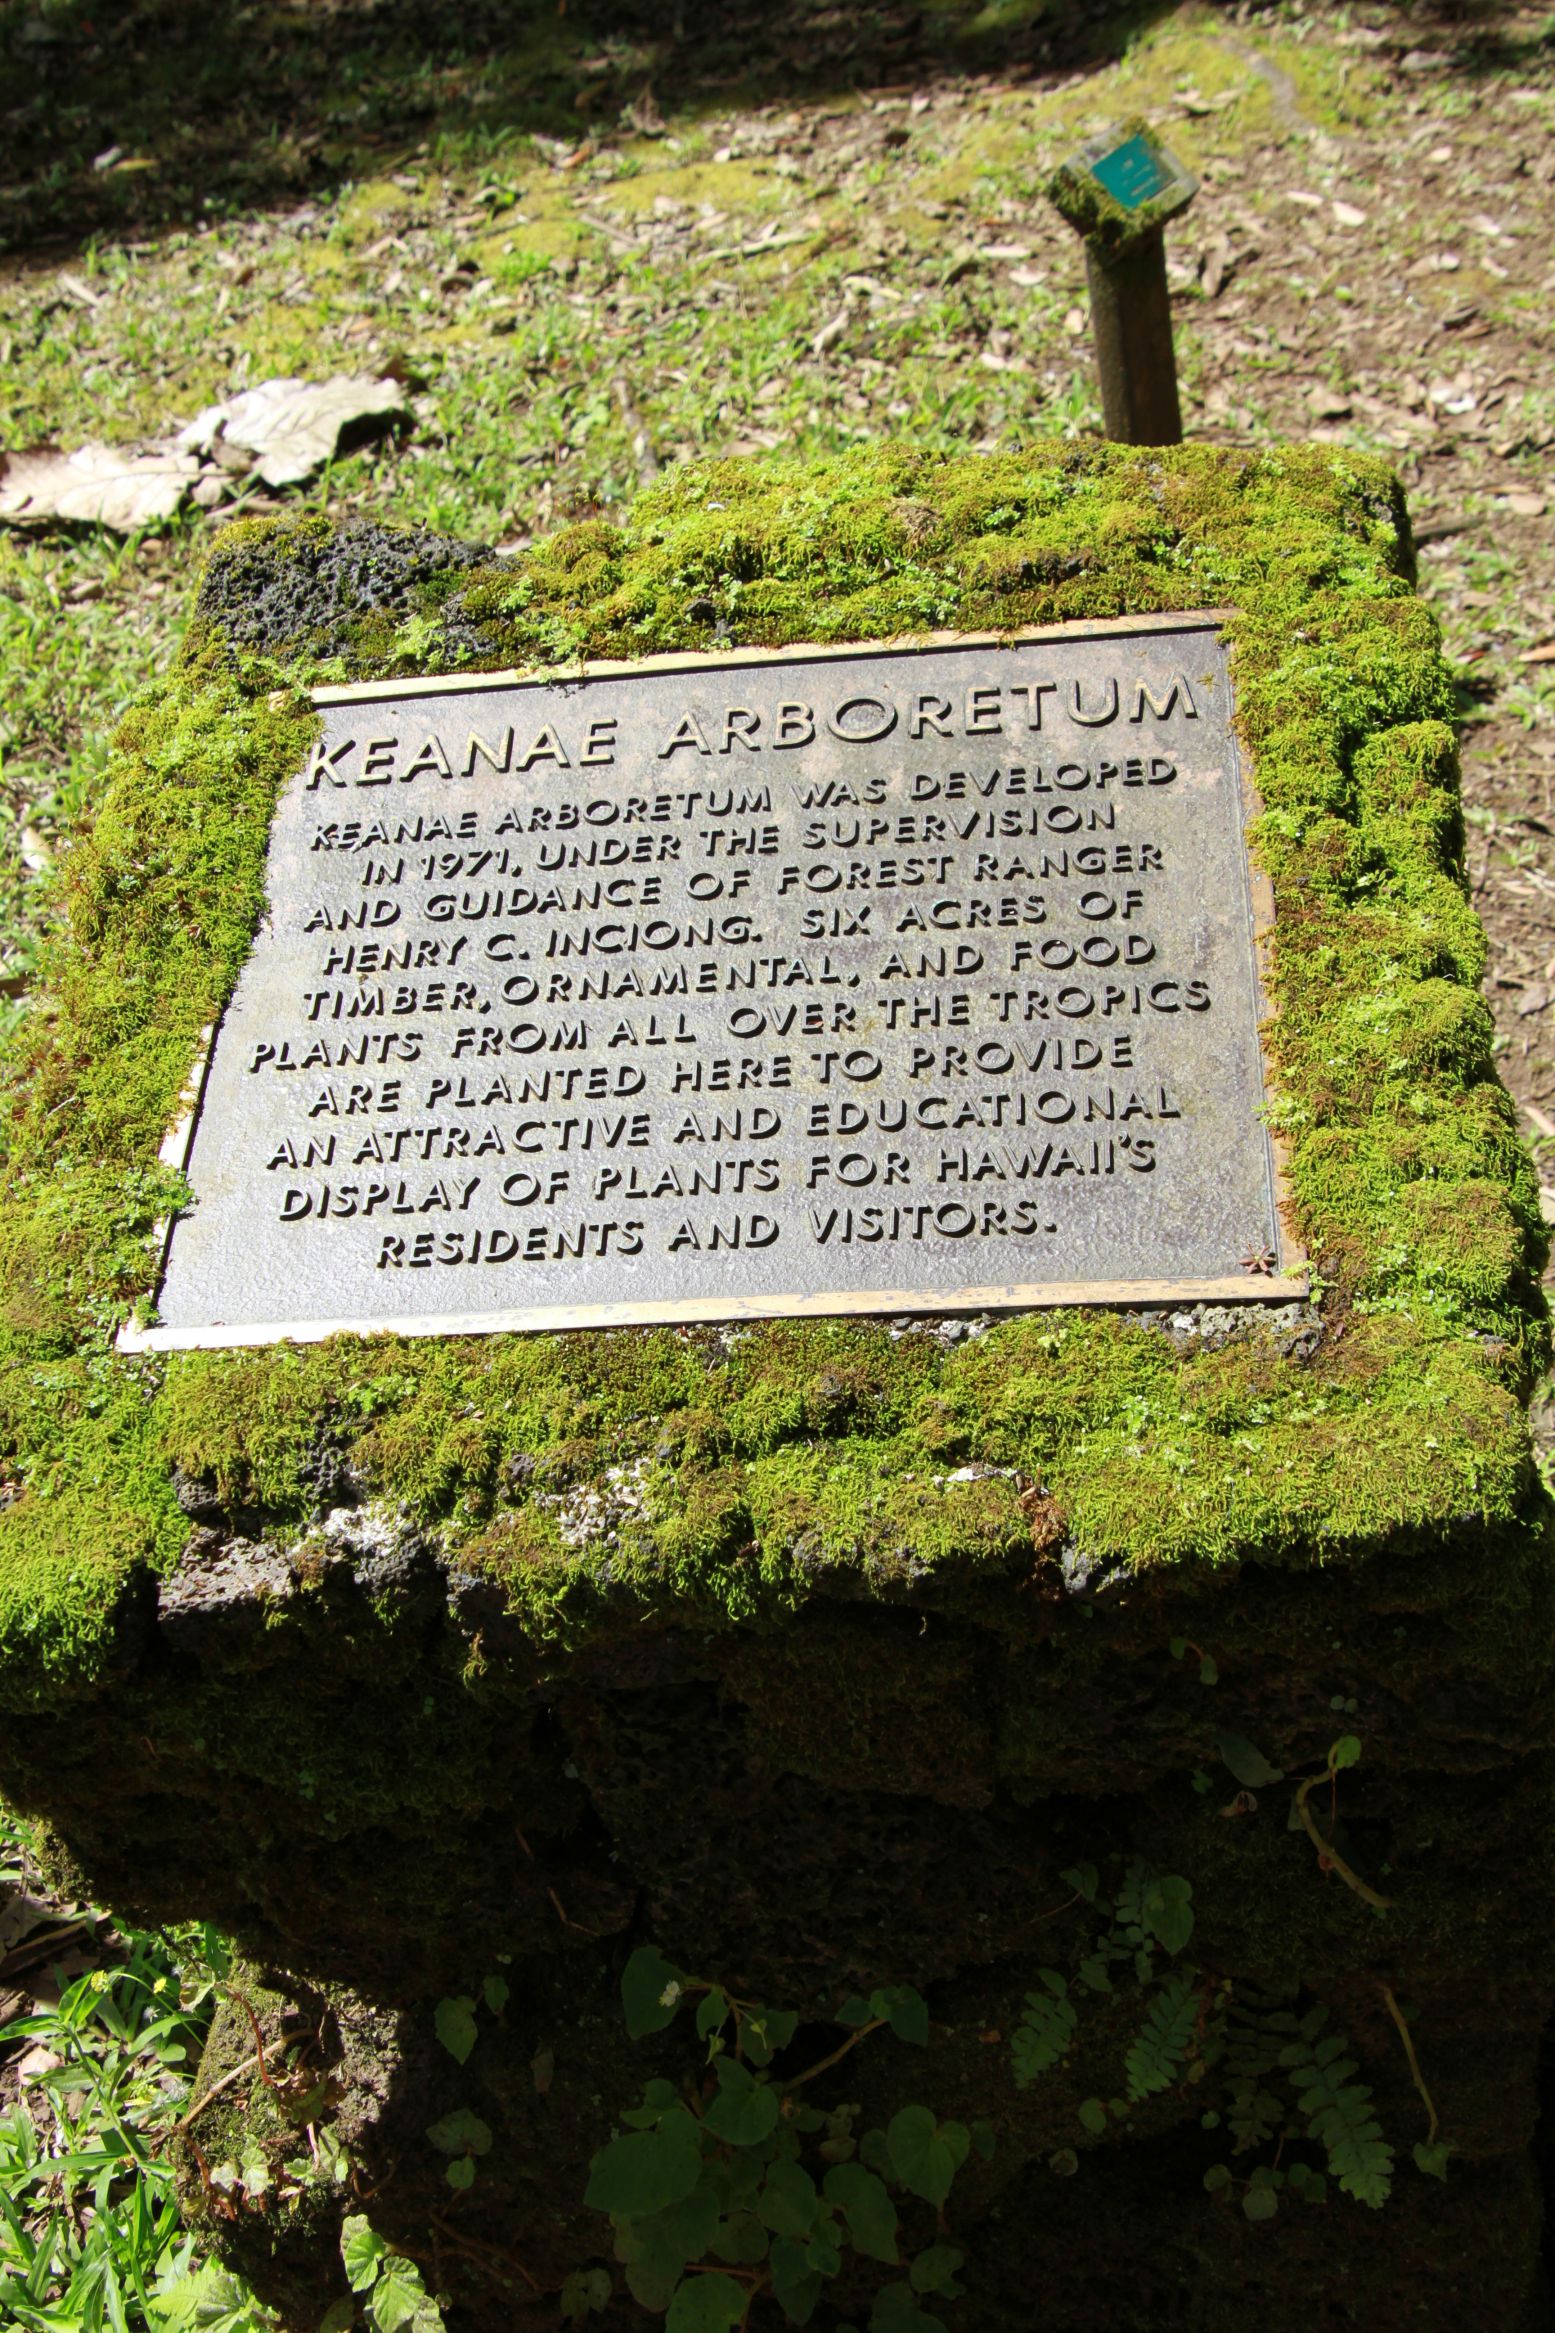 KEANAE ARBORETUM
KEANAE ARBORETUM WAS DEVELOPED
IN 1971, UNDER THE SUPERVISION
AND GUIDANCE OF FOREST RANGER
HENRY C. INCIONG. SIX ACRES OF
TIMBER, ORNAMENTAL, AND FOOD
PLANTS FROM ALL OVER THE TROPICS
ARE PLANTED HERE TO PROVIDE
AN ATTRACTIVE AND EDUCATIONAL
DISPLAY OF PLANTS FOR HAWAII'S
RESIDENTS AND VISITORS.